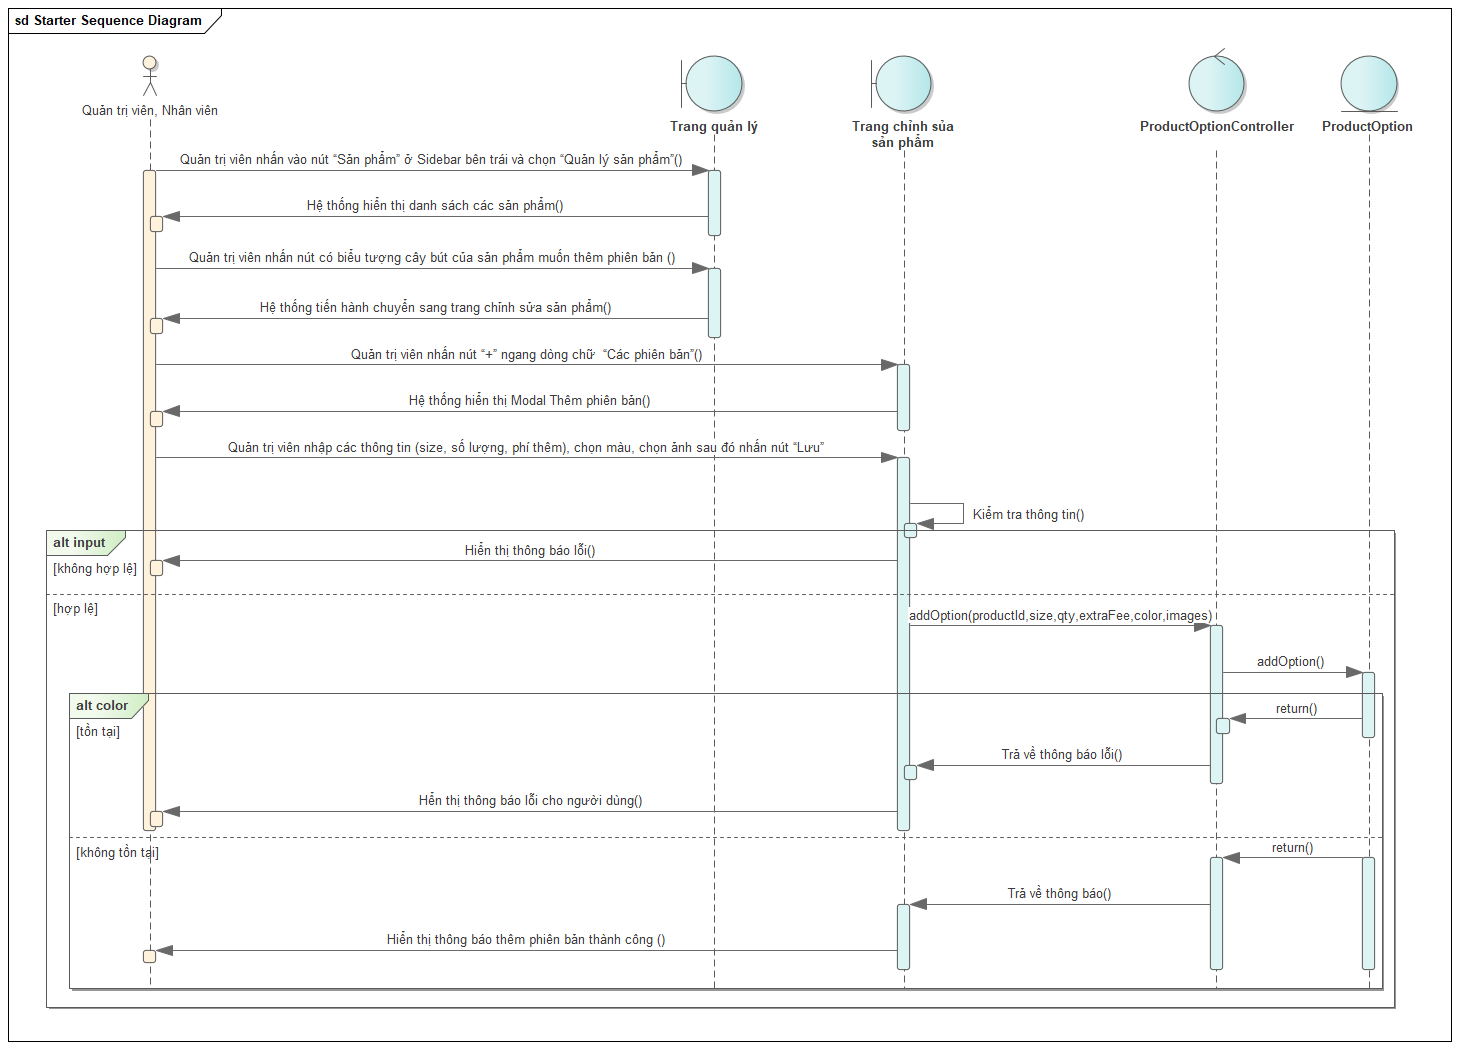 sd Starter Sequence Diagram
Quản trị viên, Nhân viên
Trang quản lý
Trang chỉnh sủa
sản phẩm
ProductOptionController
ProductOption
Quản trị viên nhấn vào nút “Sản phẩm” ở Sidebar bên trái và chọn “Quản lý sản phẩm”()
Hệ thống hiển thị danh sách các sản phẩm()
Quản trị viên nhấn nút có biểu tượng cây bút của sản phẩm muốn thêm phiên bản ()
Hệ thống tiến hành chuyển sang trang chỉnh sửa sản phẩm()
Quản trị viên nhấn nút “+” ngang dòng chữ “Các phiên bản”()
Hệ thống hiển thị Modal Thêm phiên bản()
Quản trị viên nhập các thông tin (size, số lượng, phí thêm), chọn màu, chọn ảnh sau đó nhấn nút “Lưu”
Kiểm tra thông tin()
alt input
Hiển thị thông báo lỗi()
[không hợp lệ]
[hợp lệ]
addOption(productId,size,qty,extraFee,color,images)
addOption()
alt color
return()
[tồn tại]
Trả về thông báo lỗi()
Hển thị thông báo lỗi cho người dùng()
[không tồn tại]
return()
Trả về thông báo()
Hiển thị thông báo thêm phiên bản thành công ()